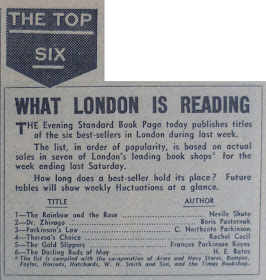 THE TOP
SIX
WHAT LONDON IS READING
THE Evening Standard Book Page today publishes titles
of the six best-sellers in London during last week.
The list, in order of popularity, is based on actual
sales in seven of London's leading book shops* for the
week ending last Saturday.
How long does a best-seller hold its place? Future
tables will show weekly fluctuations at a glance.
TITLE AUTHOR
1—The Rainbow and the Rose Nevile Shute
2—Dr. Zhivago Boris Pasternak
3—Parkinson's Law C. Northcote Parkinson
4—Theresa's Choice Rachel Cecil
5—The Gold Slippers Frances Parkinson Keyes
6—The Darling Buds of May H. E. Bates
* The list is compiled with the co-operation of Army and Navy Stores, Bumpus,
Foyles, Harrods, Hatchards, W. H. Smith and Son, and The Times Bookshop.